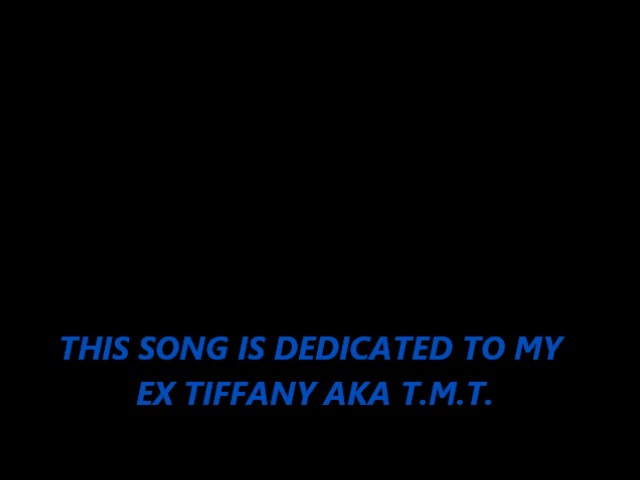 THIS SONG IS DEDICATED TO MY
EX TIFFANY AKA T.M.T.